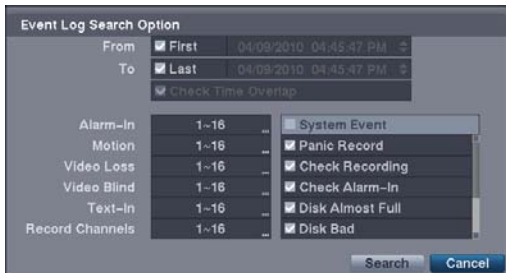 Event Log Search Option
From First 04/09/2010 04:45:47 PM
To Last 04/09/2010 04:45:47 PM
Check Time Overlap
Alarm-In 1~16 ... System Event
Motion 1~16 ... Panic Record
Video Loss 1~16 ... Check Recording
Video Blind 1~16 ... Check Alarm-In
Text-In 1~16 ... Disk Almost Full
Record Channels 1~16 ... Disk Bad
Search Cancel